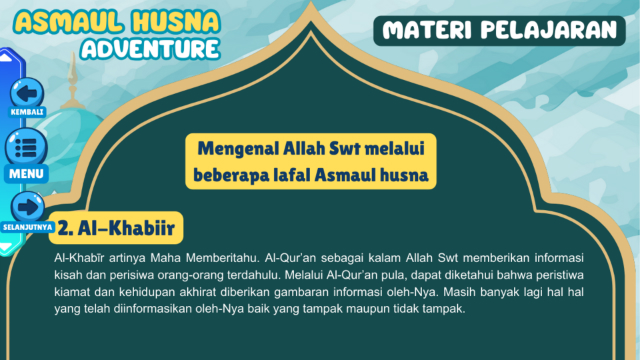 ASMAUL HUSNA
ADVENTURE
MATERI PELAJARAN
KEMBALI
MENU
SELANJUTNYA
Mengenal Allah Swt melalui
beberapa lafal Asmaul husna
2. Al-Khabiir
Al-Khabīr artinya Maha Memberitahu. Al-Qur'an sebagai kalam Allah Swt memberikan informasi
kisah dan perisiwa orang-orang terdahulu. Melalui Al-Qur'an pula, dapat diketahui bahwa peristiwa
kiamat dan kehidupan akhirat diberikan gambaran informasi oleh-Nya. Masih banyak lagi hal hal
yang telah diinformasikan oleh-Nya baik yang tampak maupun tidak tampak.